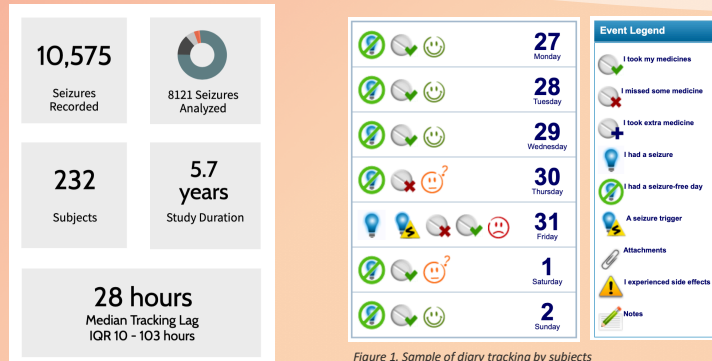 10,575
Seizures
Recorded
8121 Seizures
Analyzed
232
Subjects
5.7
years
Study Duration
28 hours
Median Tracking Lag
IQR 10 - 103 hours
27
Monday
28
Tuesday
29
Wednesday
30
Thursday
31
Friday
1
Saturday
2
Sunday
Figure 1. Sample of diary tracking by subjects
Event Legend
I took my medicines
I missed some medicine
I took extra medicine
I had a seizure
I had a seizure-free day
A seizure trigger
Attachments
I experienced side effects
Notes